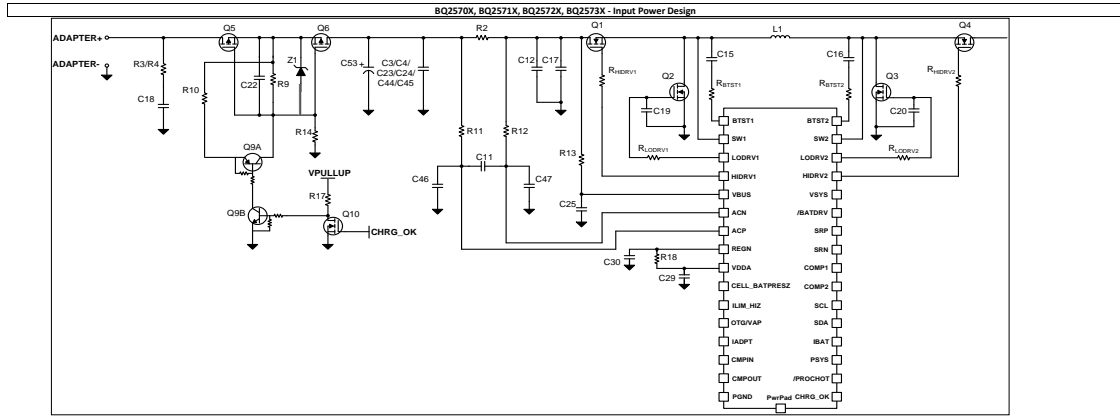 BQ2570X, BQ2571X, BQ2572X, BQ2573X - Input Power Design
ADAPTER+
ADAPTER-
Q5
Q6
R2
Q1
L1
Q4
R3/R4
C18
R10
C22
R9
Z1
C53
+
C3/C4/
C23/C24/
C44/C45
C12
C17
RHIDRV1
Q2
C19
C15
RBTST1
C16
RBTST2
Q3
C20
RHIDRV2
R14
R11
R12
R13
RLODRV1
RLODRV2
Q9A
VPULLUP
R17
Q9B
Q10
CHRG_OK
C46
C11
C47
C25
C30
R18
C29
BTST1
SW1
LODRV1
HIDRV1
VBUS
ACN
ACP
REGN
VDDA
CELL_BATPRESZ
ILIM_HIZ
OTG/VAP
IADPT
CMPIN
CMPOUT
PGND
PwrPad
BTST2
SW2
LODRV2
HIDRV2
VSYS
/BATDRV
SRP
SRN
COMP1
COMP2
SCL
SDA
IBAT
PSYS
/PROCHOT
CHRG_OK